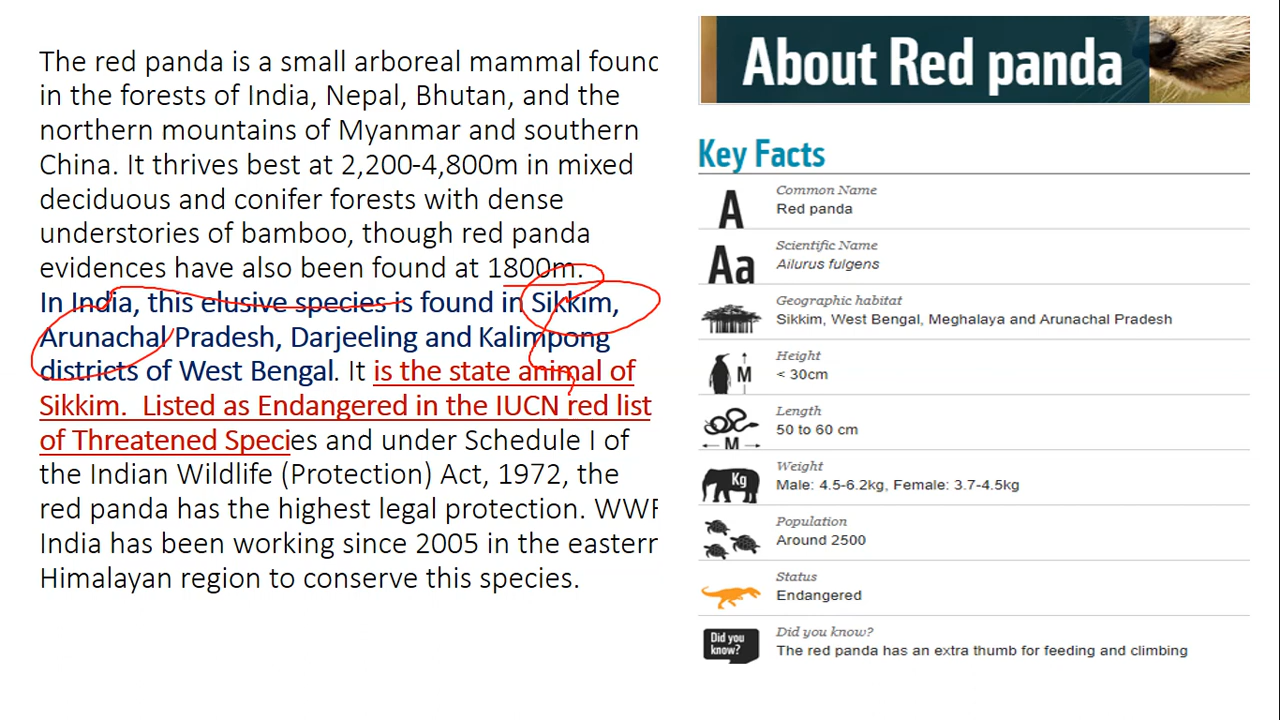 The red panda is a small arboreal mammal found
in the forests of India, Nepal, Bhutan, and the
northern mountains of Myanmar and southern
China. It thrives best at 2,200-4,800m in mixed
deciduous and conifer forests with dense
understories of bamboo, though red panda
evidences have also been found at 1800m.
In India, this elusive species is found in Sikkim,
Arunachal Pradesh, Darjeeling and Kalimpong
districts of West Bengal. It is the state animal of
Sikkim. Listed as Endangered in the IUCN red list
of Threatened Species and under Schedule I of
the Indian Wildlife (Protection) Act, 1972, the
red panda has the highest legal protection. WWF
India has been working since 2005 in the eastern
Himalayan region to conserve this species.
About Red panda
Key Facts
A
Common Name
Red panda
Aa
Scientific Name
Ailurus fulgens
Geographic habitat
Sikkim, West Bengal, Meghalaya and Arunachal Pradesh
M
Height
< 30cm
M
Length
50 to 60 cm
Kg
Weight
Male: 4.5-6.2kg, Female: 3.7-4.5kg
Population
Around 2500
Status
Endangered
Did you know?
Did you know?
The red panda has an extra thumb for feeding and climbing